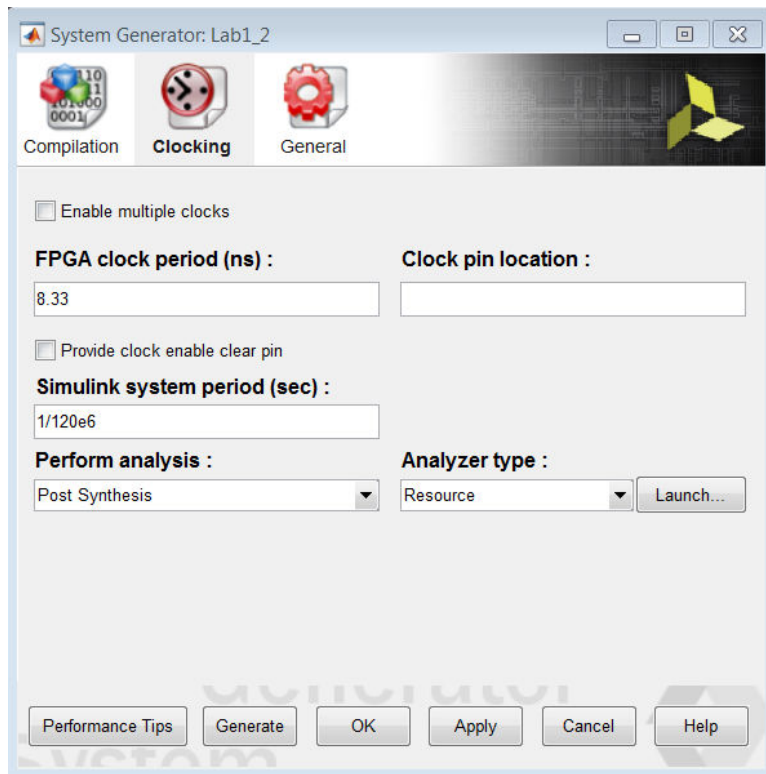 System Generator: Lab1_2
Compilation
Clocking
General
Enable multiple clocks
FPGA clock period (ns) :
Clock pin location :
8.33
Provide clock enable clear pin
Simulink system period (sec) :
1/120e6
Perform analysis :
Analyzer type :
Post Synthesis
Resource
Launch...
Generator
Performance Tips
Generate
OK
Apply
Cancel
Help
System